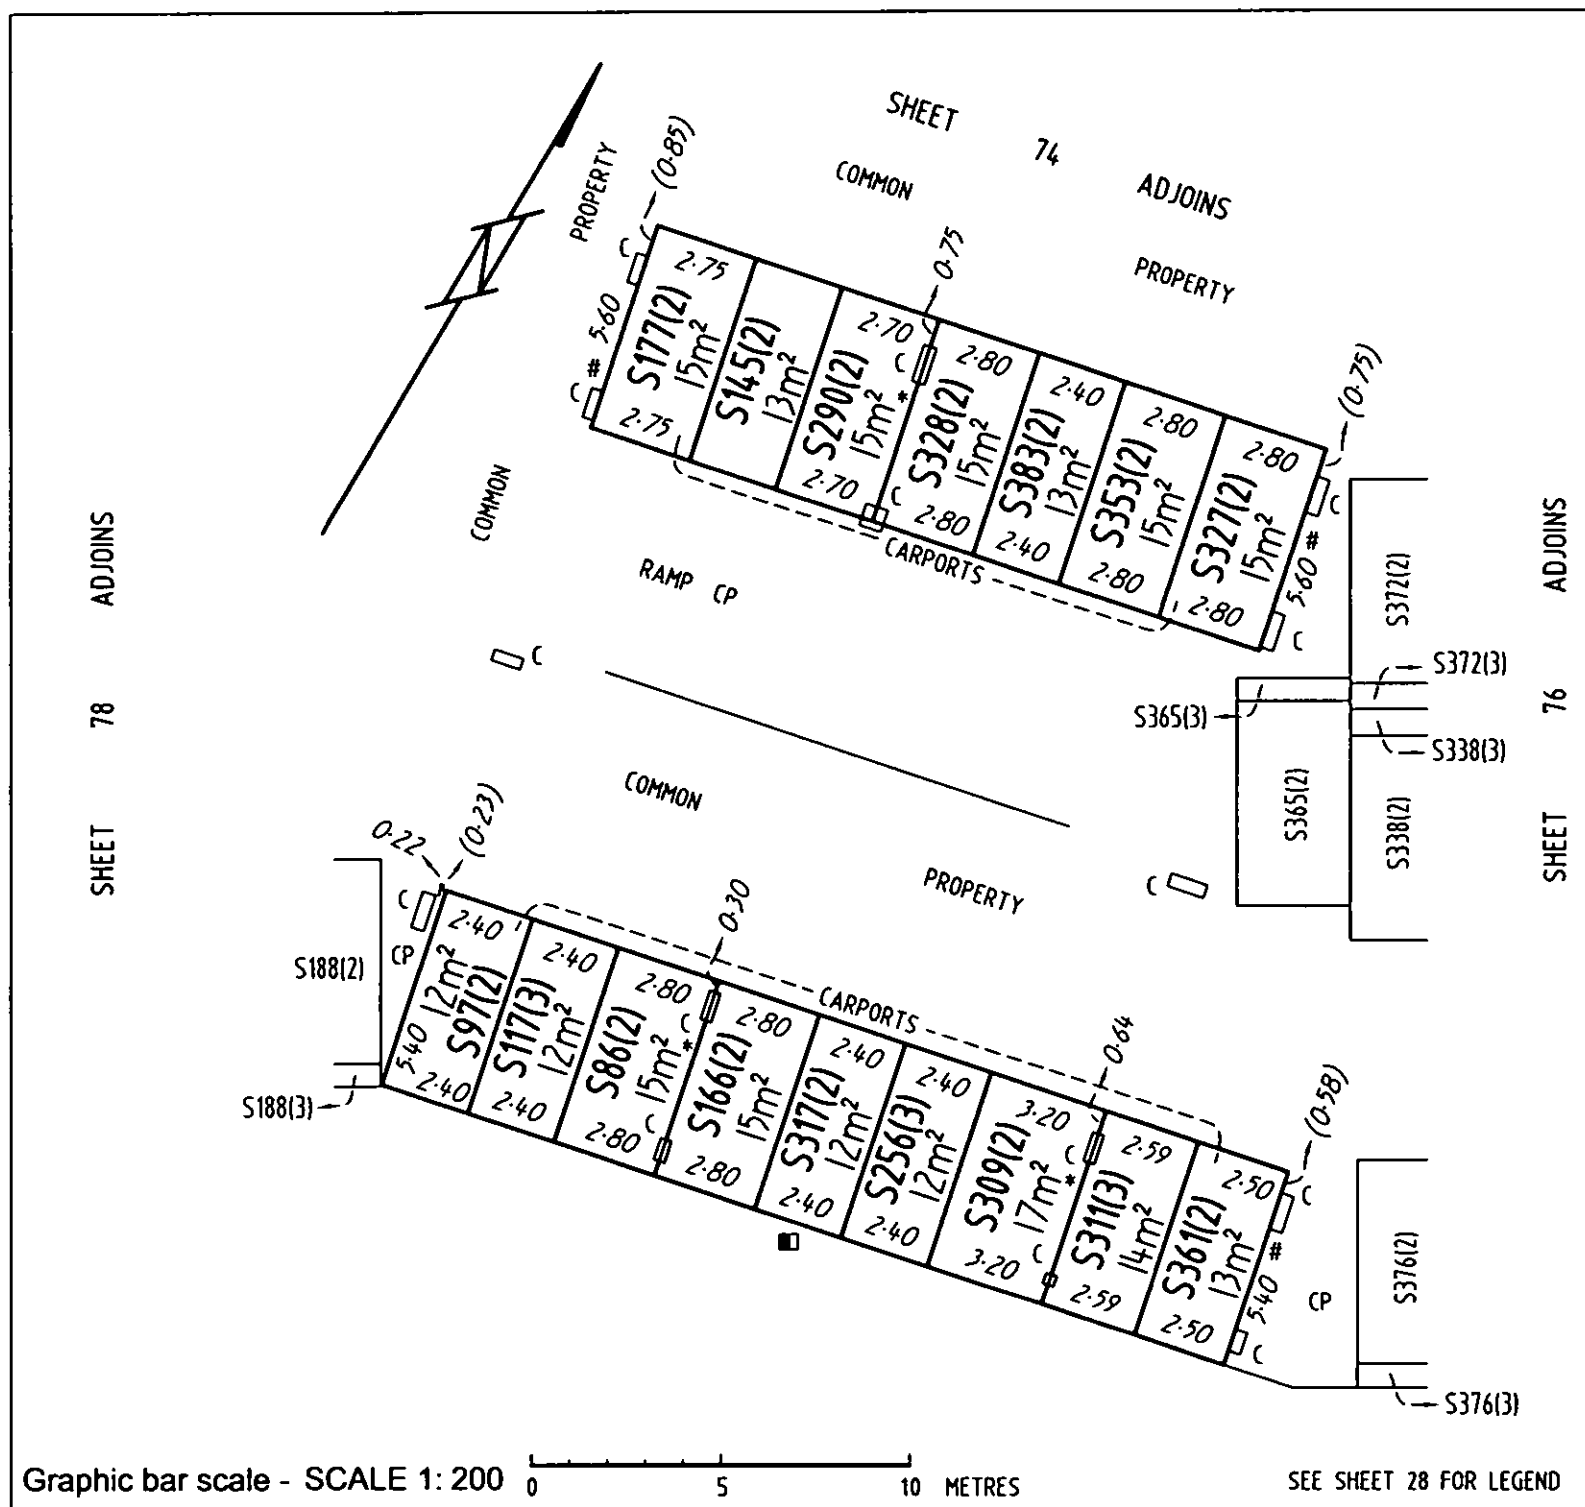 SHEET 74 ADJOINS
COMMON PROPERTY
PROPERTY
(0·85)
0·75
(0·75)
C
C
# 5·60
2·75
S177(2)
15m²
2·75
S145(2)
13m²
2·70
S290(2)
15m²
*
2·70
C
C
2·80
S328(2)
15m²
2·80
2·40
S383(2)
13m²
2·40
2·80
S353(2)
15m²
2·80
2·80
S327(2)
15m²
2·80
C
5·60 #
C
CARPORTS
COMMON
RAMP CP
C
COMMON
PROPERTY
C
SHEET 78 ADJOINS
SHEET 76 ADJOINS
S372(2)
S372(3)
S365(3)
S338(3)
S365(2)
S338(2)
0·22
(0·23)
0·30
0·64
(0·58)
S188(2)
S188(3)
C
CP
5·40
2·40
12m²
S97(2)
2·40
2·40
S117(3)
12m²
2·40
2·80
S86(2)
15m²
*
2·80
C
C
2·80
S166(2)
15m²
2·80
CARPORTS
2·40
S317(2)
12m²
2·40
2·40
S256(3)
12m²
2·40
3·20
S309(2)
17m²
*
3·20
C
C
2·59
S311(3)
14m²
2·59
2·50
S361(2)
13m²
2·50
C
5·40 #
C
CP
S376(2)
S376(3)
Graphic bar scale - SCALE 1: 200
0 5 10 METRES
SEE SHEET 28 FOR LEGEND